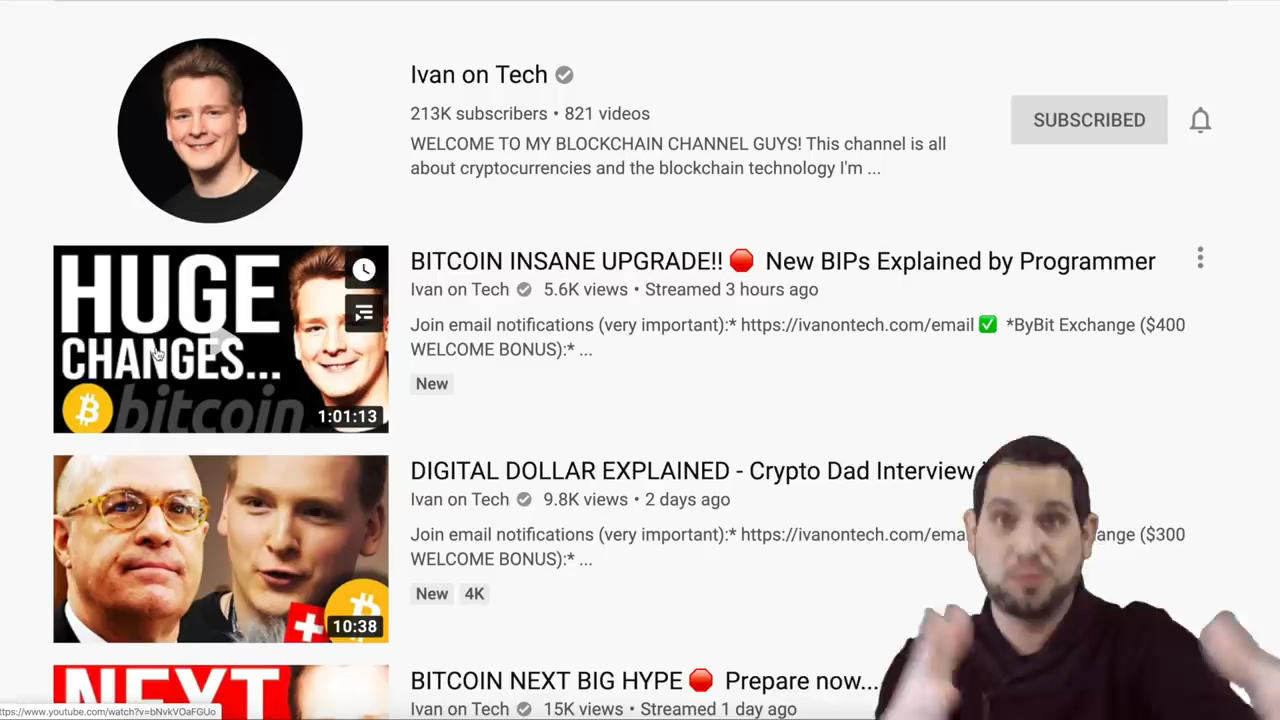 Ivan on Tech
213K subscribers • 821 videos
WELCOME TO MY BLOCKCHAIN CHANNEL GUYS! This channel is all
about cryptocurrencies and the blockchain technology I'm ...
SUBSCRIBED
HUGE
CHANGES...
bitcoin
1:01:13
BITCOIN INSANE UPGRADE!! 🛑 New BIPs Explained by Programmer
Ivan on Tech 5.6K views • Streamed 3 hours ago
Join email notifications (very important):* https://ivanontech.com/email ✅ *ByBit Exchange ($400
WELCOME BONUS):* ...
New
10:38
DIGITAL DOLLAR EXPLAINED - Crypto Dad Interview
Ivan on Tech 9.8K views • 2 days ago
Join email notifications (very important):* https://ivanontech.com/ema ange ($300
WELCOME BONUS):* ...
New 4K
NEXT
BITCOIN NEXT BIG HYPE 🛑 Prepare now...
Ivan on Tech 15K views • Streamed 1 day ago
ttps://www.youtube.com/watch?v=bNvkVOaFGUo